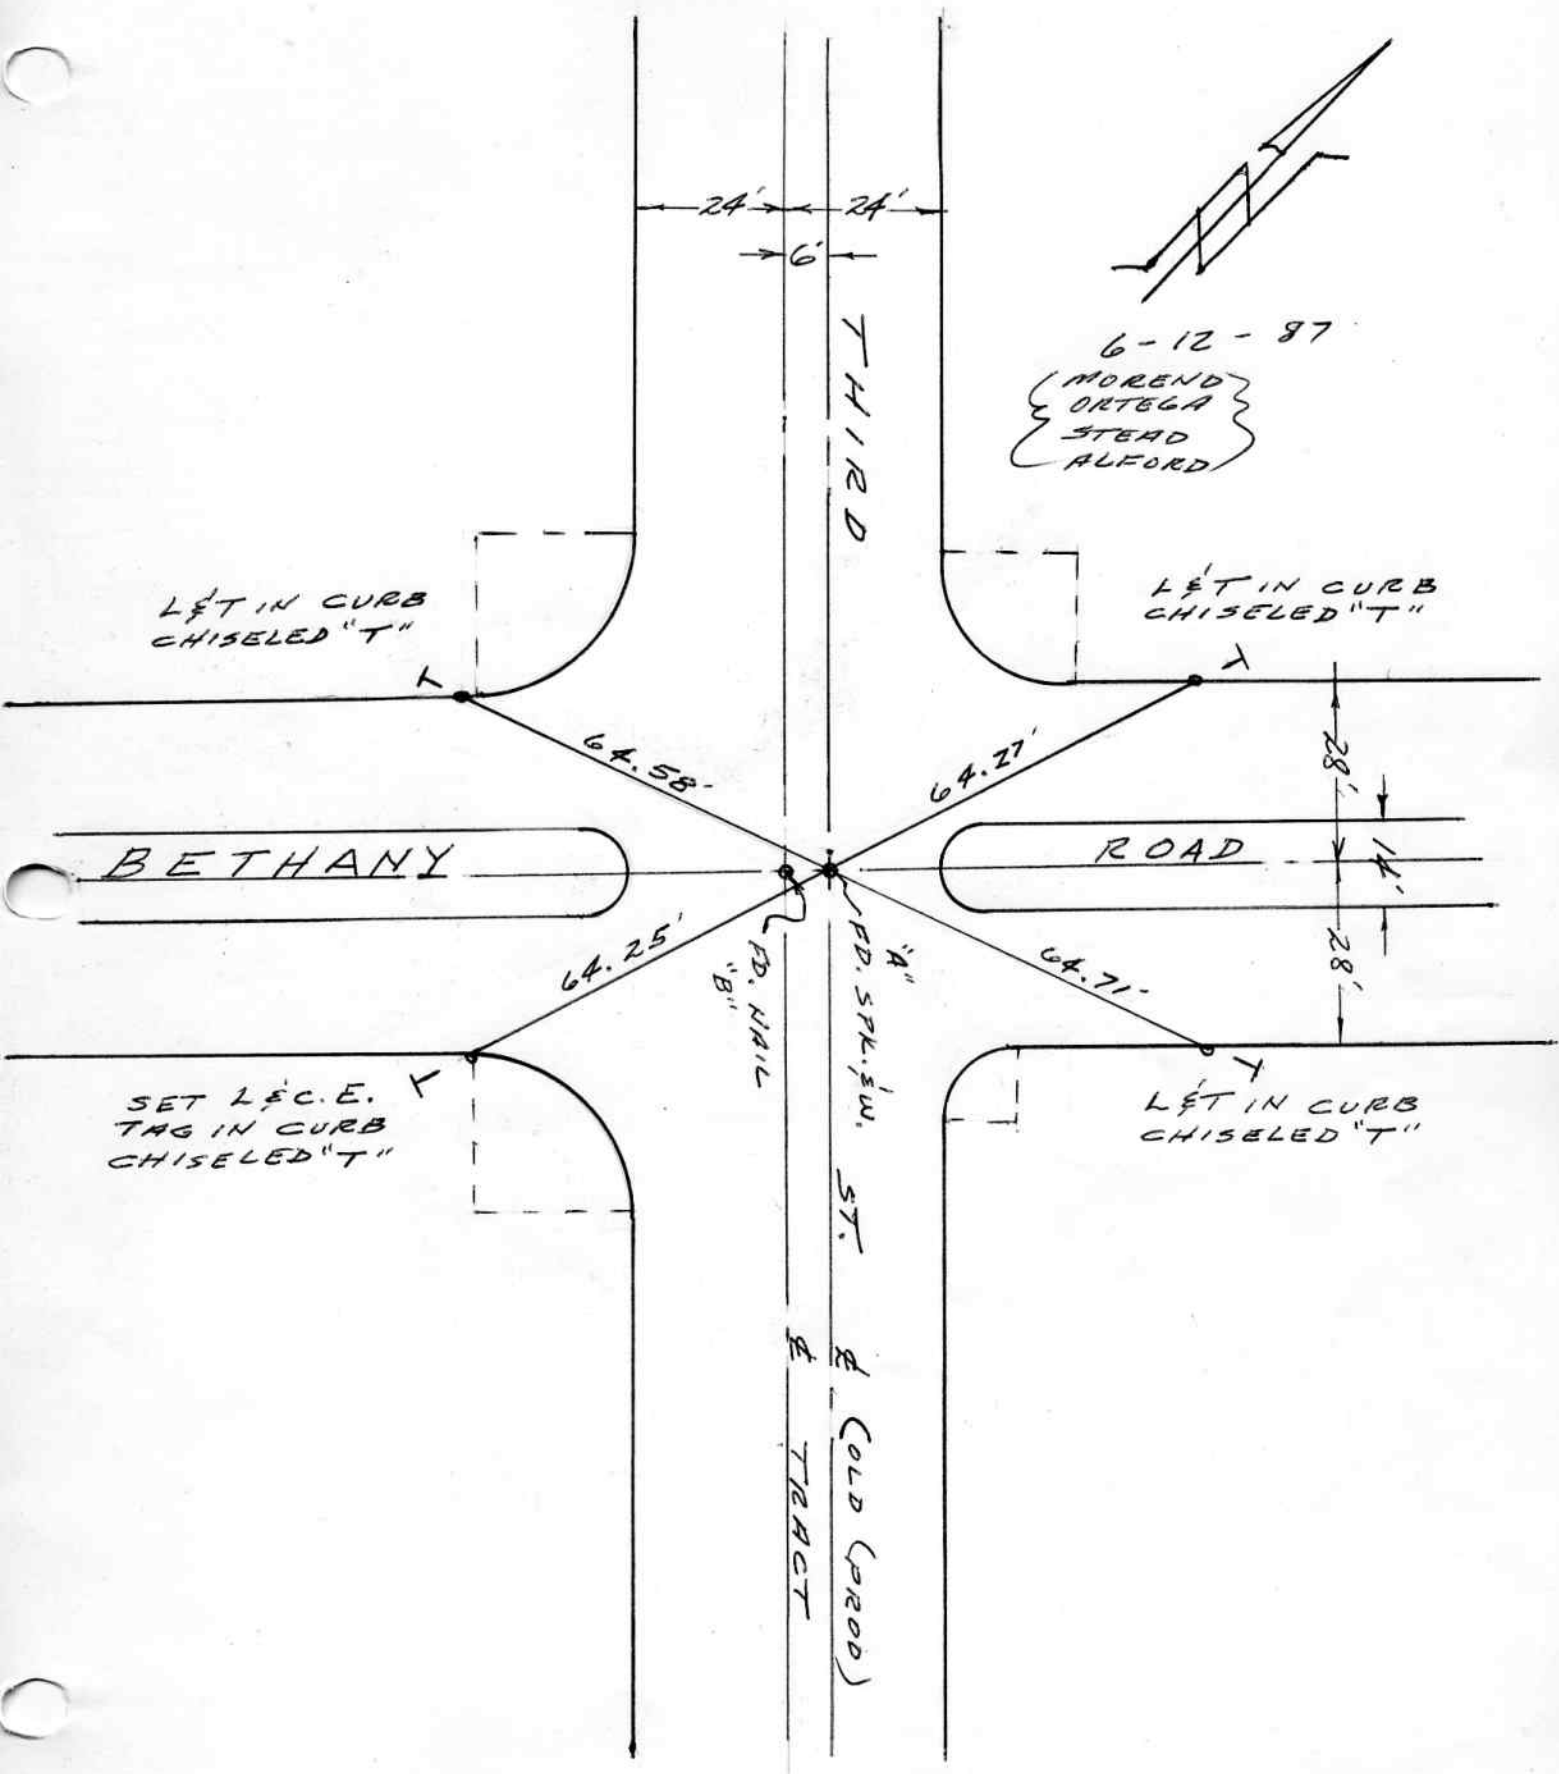 24' 24'
6'
THIRD
6-12-87
MOREND
ORTEGA
STEAD
ALFORD
L&T IN CURB
CHISELED "T"
L&T IN CURB
CHISELED "T"
T
T
64.58'
64.27'
28'
14'
28'
BETHANY
ROAD
64.25'
64.71'
"A"
FD. SPK. & W.
FD. NAIL
"B"
SET L&C.E.
TAG IN CURB
CHISELED "T"
T
T
L&T IN CURB
CHISELED "T"
ST.
℄ (OLD (PROD)
℄ TRACT